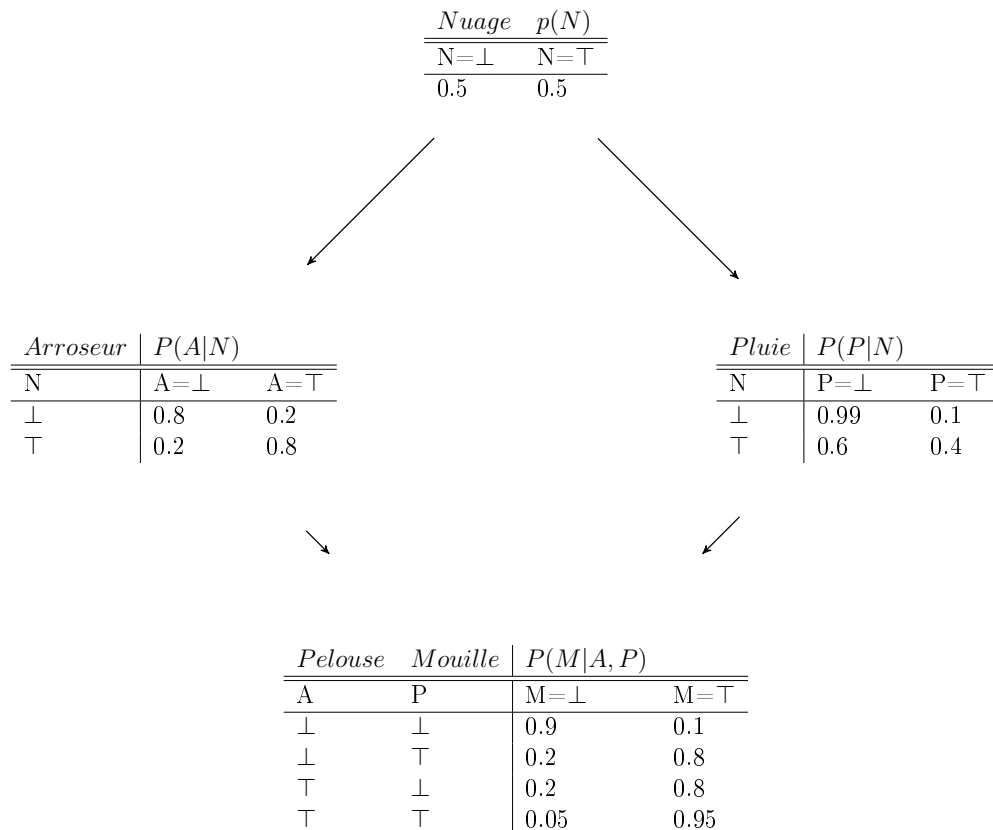 Nuage p(N)
N=⊥ N=⊤
0.5 0.5
Arroseur P(A|N)
N A=⊥ A=⊤
⊥ 0.8 0.2
⊤ 0.2 0.8
Pluie P(P|N)
N P=⊥ P=⊤
⊥ 0.99 0.1
⊤ 0.6 0.4
Pelouse Mouille P(M|A, P)
A P M=⊥ M=⊤
⊥ ⊥ 0.9 0.1
⊥ ⊤ 0.2 0.8
⊤ ⊥ 0.2 0.8
⊤ ⊤ 0.05 0.95